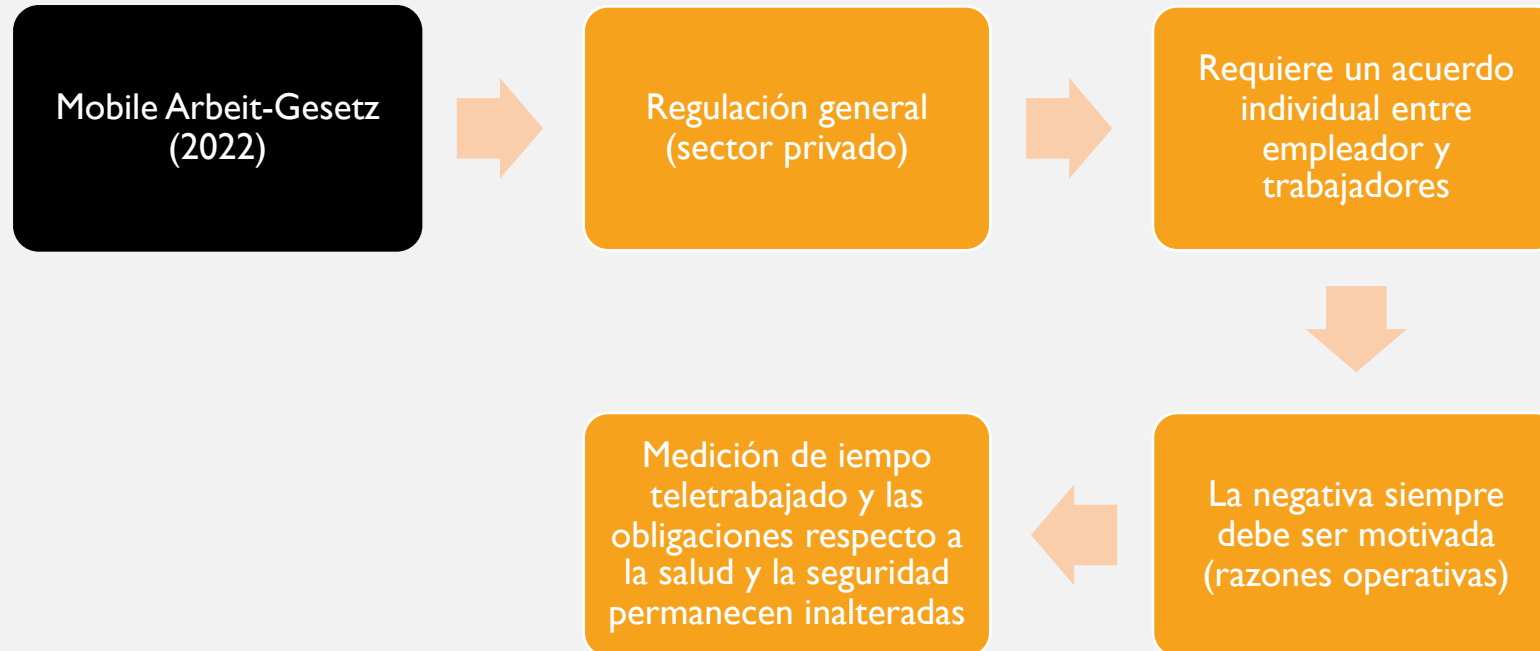 Mobile Arbeit-Gesetz
(2022)
Regulación general
(sector privado)
Requiere un acuerdo
individual entre
empleador y
trabajadores
La negativa siempre
debe ser motivada
(razones operativas)
Medición de iempo
teletrabajado y las
obligaciones respecto a
la salud y la seguridad
permanecen inalteradas